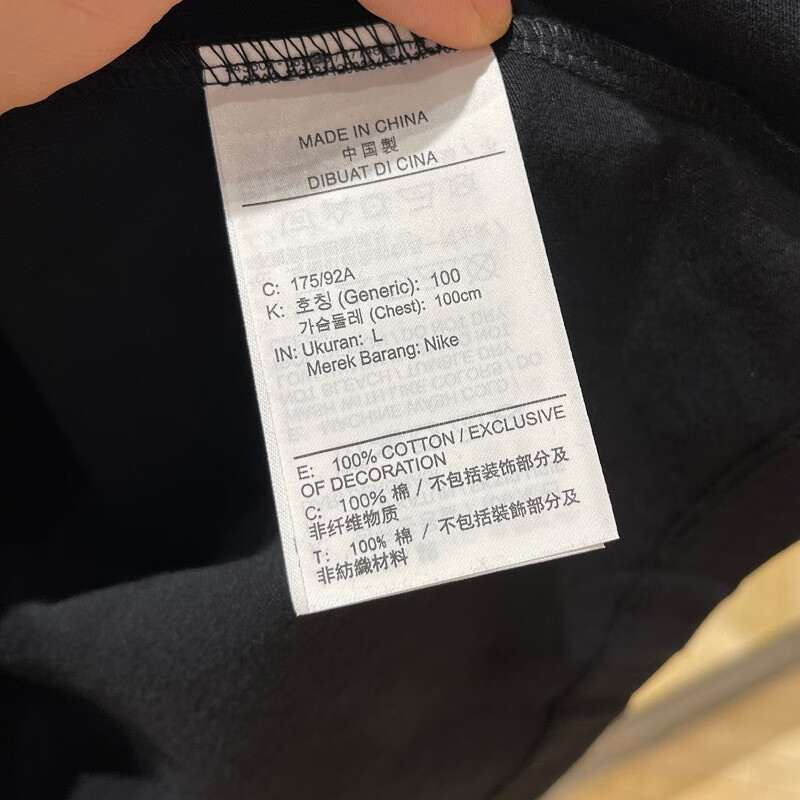 MADE IN CHINA
中国製
DIBUAT DI CINA
C: 175/92A
K: 호칭 (Generic): 100
가슴둘레 (Chest): 100cm
IN: Ukuran: L
Merek Barang: Nike
E: 100% COTTON / EXCLUSIVE
OF DECORATION
C: 100% 棉 / 不包括装饰部分及
非纤维物质
T: 100% 棉 / 不包括裝飾部分及
非紡織材料